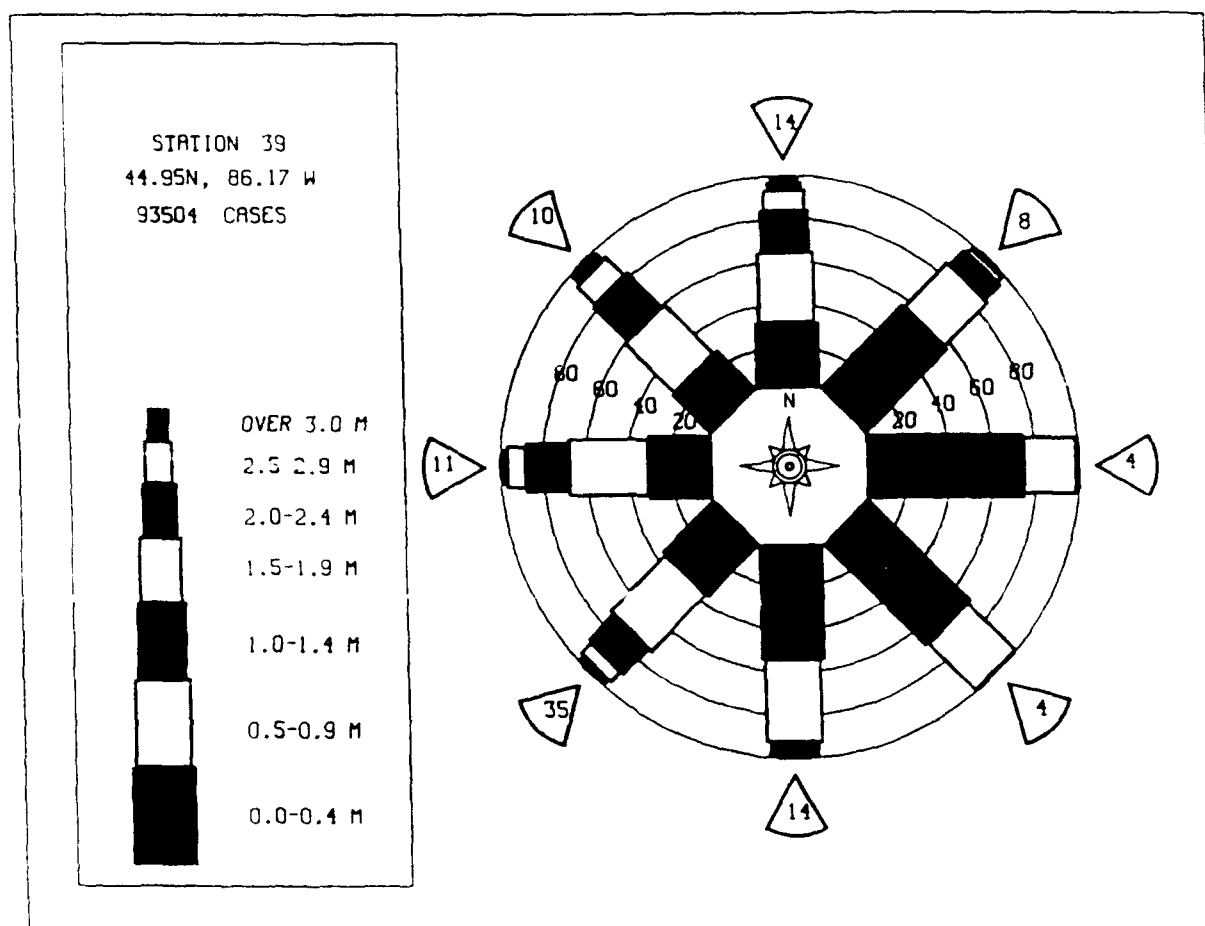 STATION 39
44.95N, 86.17 W
93504 CASES
OVER 3.0 M
2.5 2.9 M
2.0-2.4 M
1.5-1.9 M
1.0-1.4 M
0.5-0.9 M
0.0-0.4 M
14
10
8
80
60
40
20
N
20
40
60
80
11
4
35
4
14